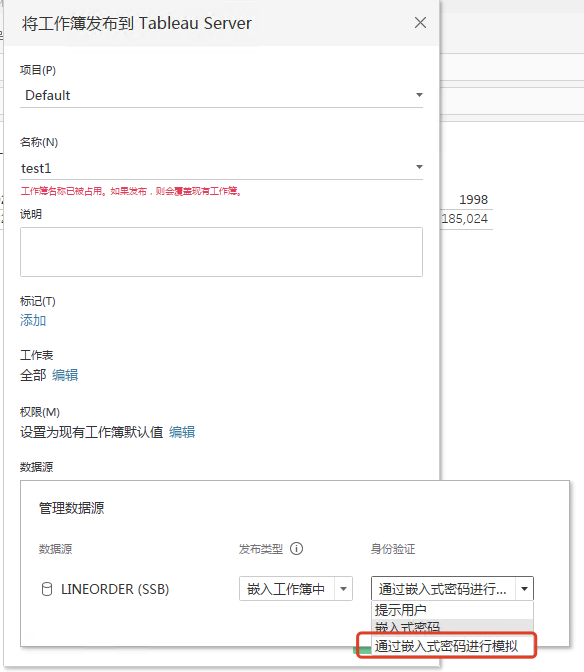 将工作簿发布到 Tableau Server
项目(P)
Default
名称(N)
test1
工作簿名称已被占用。如果发布，则会覆盖现有工作簿。
1998
说明
185,024
标记(T)
添加
工作表
全部 编辑
权限(M)
设置为现有工作簿默认值 编辑
数据源
管理数据源
数据源 发布类型 身份验证
LINEORDER (SSB) 嵌入工作簿中 通过嵌入式密码进行...
提示用户
嵌入式密码
通过嵌入式密码进行模拟